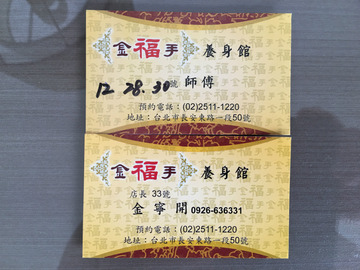 金福手 養身館
12 28.30號 師傅
預約電話：(02)2511-1220
地址：台北市長安東路一段50號
金福手 養身館
店長 33號
金寧開 0926-636331
預約電話：(02)2511-1220
地址：台北市長安東路一段50號